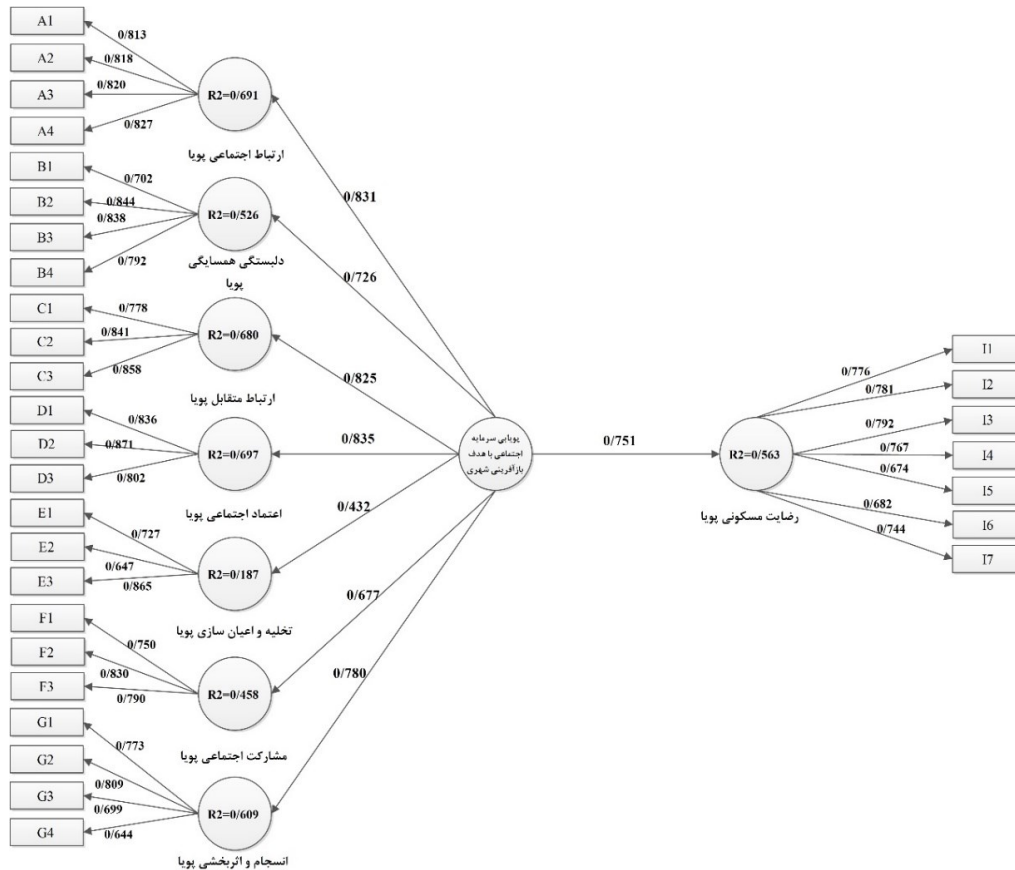 A1
0/813
A2
0/818
A3
0/820
A4
0/827
R2=0/691
ارتباط اجتماعی پویا
0/831
B1
0/702
B2
0/844
B3
0/838
B4
0/792
R2=0/526
دلبستگی همسایگی
پویا
0/726
C1
0/778
C2
0/841
C3
0/858
R2=0/680
ارتباط متقابل پویا
0/825
D1
0/836
D2
0/871
D3
0/802
R2=0/697
اعتماد اجتماعی پویا
0/835
E1
0/727
E2
0/647
E3
0/865
R2=0/187
تخلیه و اعیان سازی پویا
0/432
F1
0/750
F2
0/830
F3
0/790
R2=0/458
مشارکت اجتماعی پویا
0/677
G1
0/773
G2
0/809
G3
0/699
G4
0/644
R2=0/609
انسجام و اثربخشی پویا
0/780
پویایی سرمایه
اجتماعی با هدف
بازآفرینی شهری
0/751
R2=0/563
رضایت مسکونی پویا
0/776
I1
0/781
I2
0/792
I3
0/767
I4
0/674
I5
0/682
I6
0/744
I7